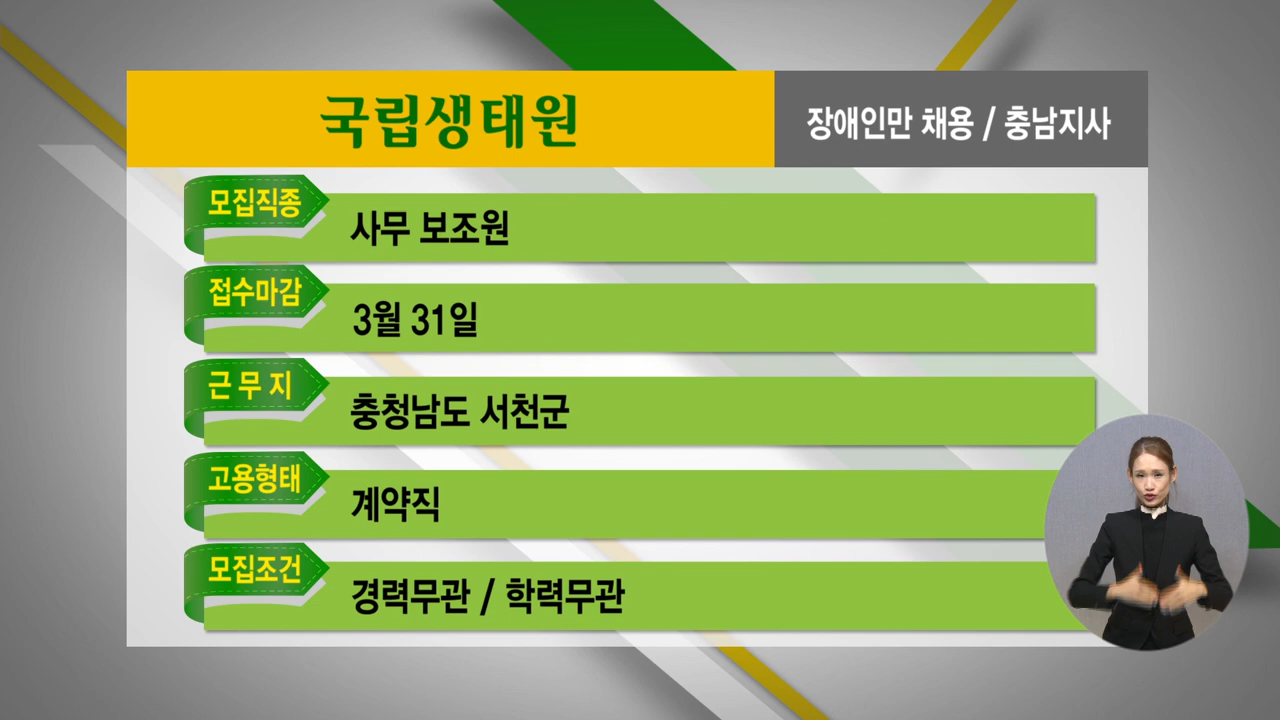 국립생태원
장애인만 채용 / 충남지사
모집직종
사무 보조원
접수마감
3월 31일
근 무 지
충청남도 서천군
고용형태
계약직
모집조건
경력무관 / 학력무관